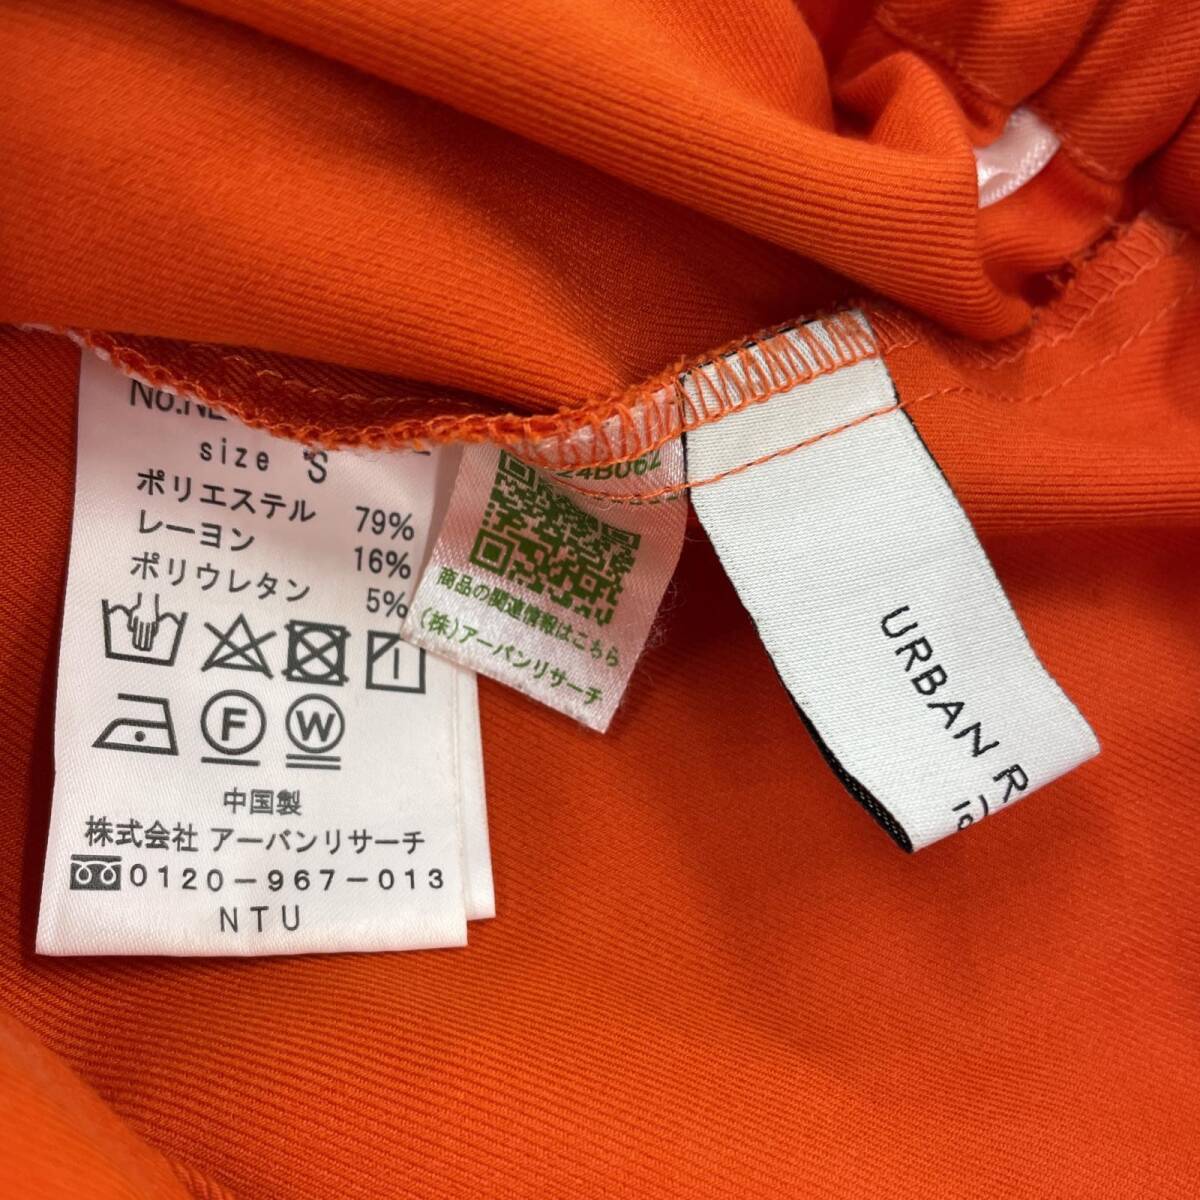 size S
ポリエステル 79%
レーヨン 16%
ポリウレタン 5%
F W
中国製
株式会社 アーバンリサーチ
0120-967-013
NTU
24B062
商品の関連情報はこちら
(株)アーバンリサーチ
URBAN R